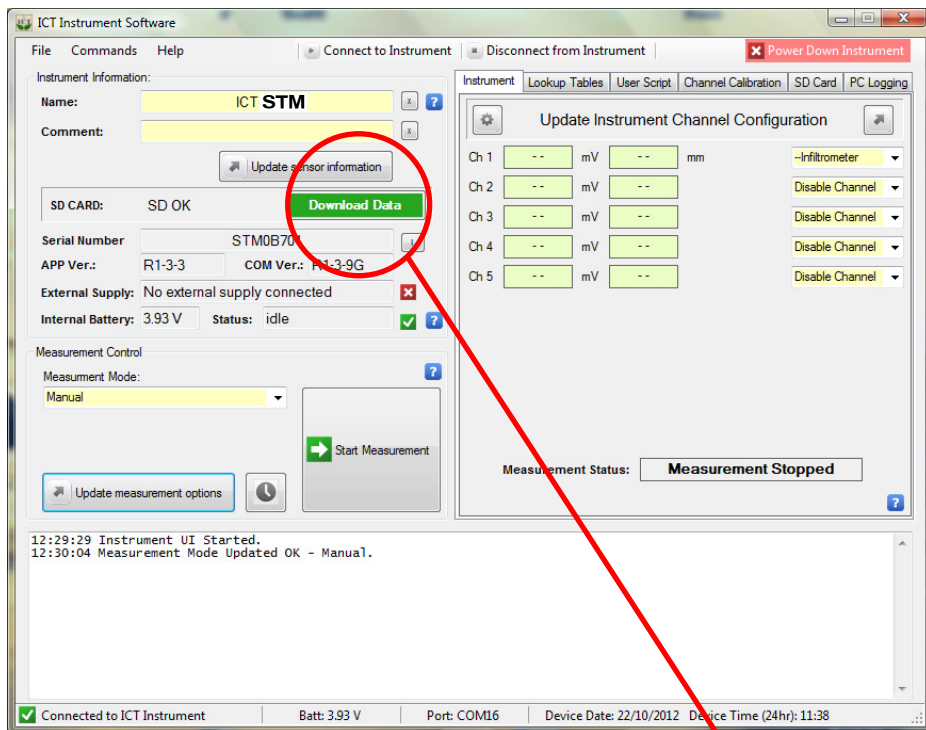 ICT Instrument Software
File Commands Help Connect to Instrument Disconnect from Instrument Power Down Instrument
Instrument Information:
Name: ICT STM
Comment:
Update sensor information
SD CARD: SD OK Download Data
Serial Number STM0B701
APP Ver.: R1-3-3 COM Ver.: R1-3-9G
External Supply: No external supply connected
Internal Battery: 3.93 V Status: idle
Measurement Control
Measurment Mode:
Manual
Start Measurement
Update measurement options
Instrument Lookup Tables User Script Channel Calibration SD Card PC Logging
Update Instrument Channel Configuration
Ch 1 -- mV -- mm --Infiltrometer
Ch 2 -- mV -- Disable Channel
Ch 3 -- mV -- Disable Channel
Ch 4 -- mV -- Disable Channel
Ch 5 -- mV -- Disable Channel
Measurement Status: Measurement Stopped
12:29:29 Instrument UI Started.
12:30:04 Measurement Mode Updated OK - Manual.
Connected to ICT Instrument Batt: 3.93 V Port: COM16 Device Date: 22/10/2012 Device Time (24hr): 11:38